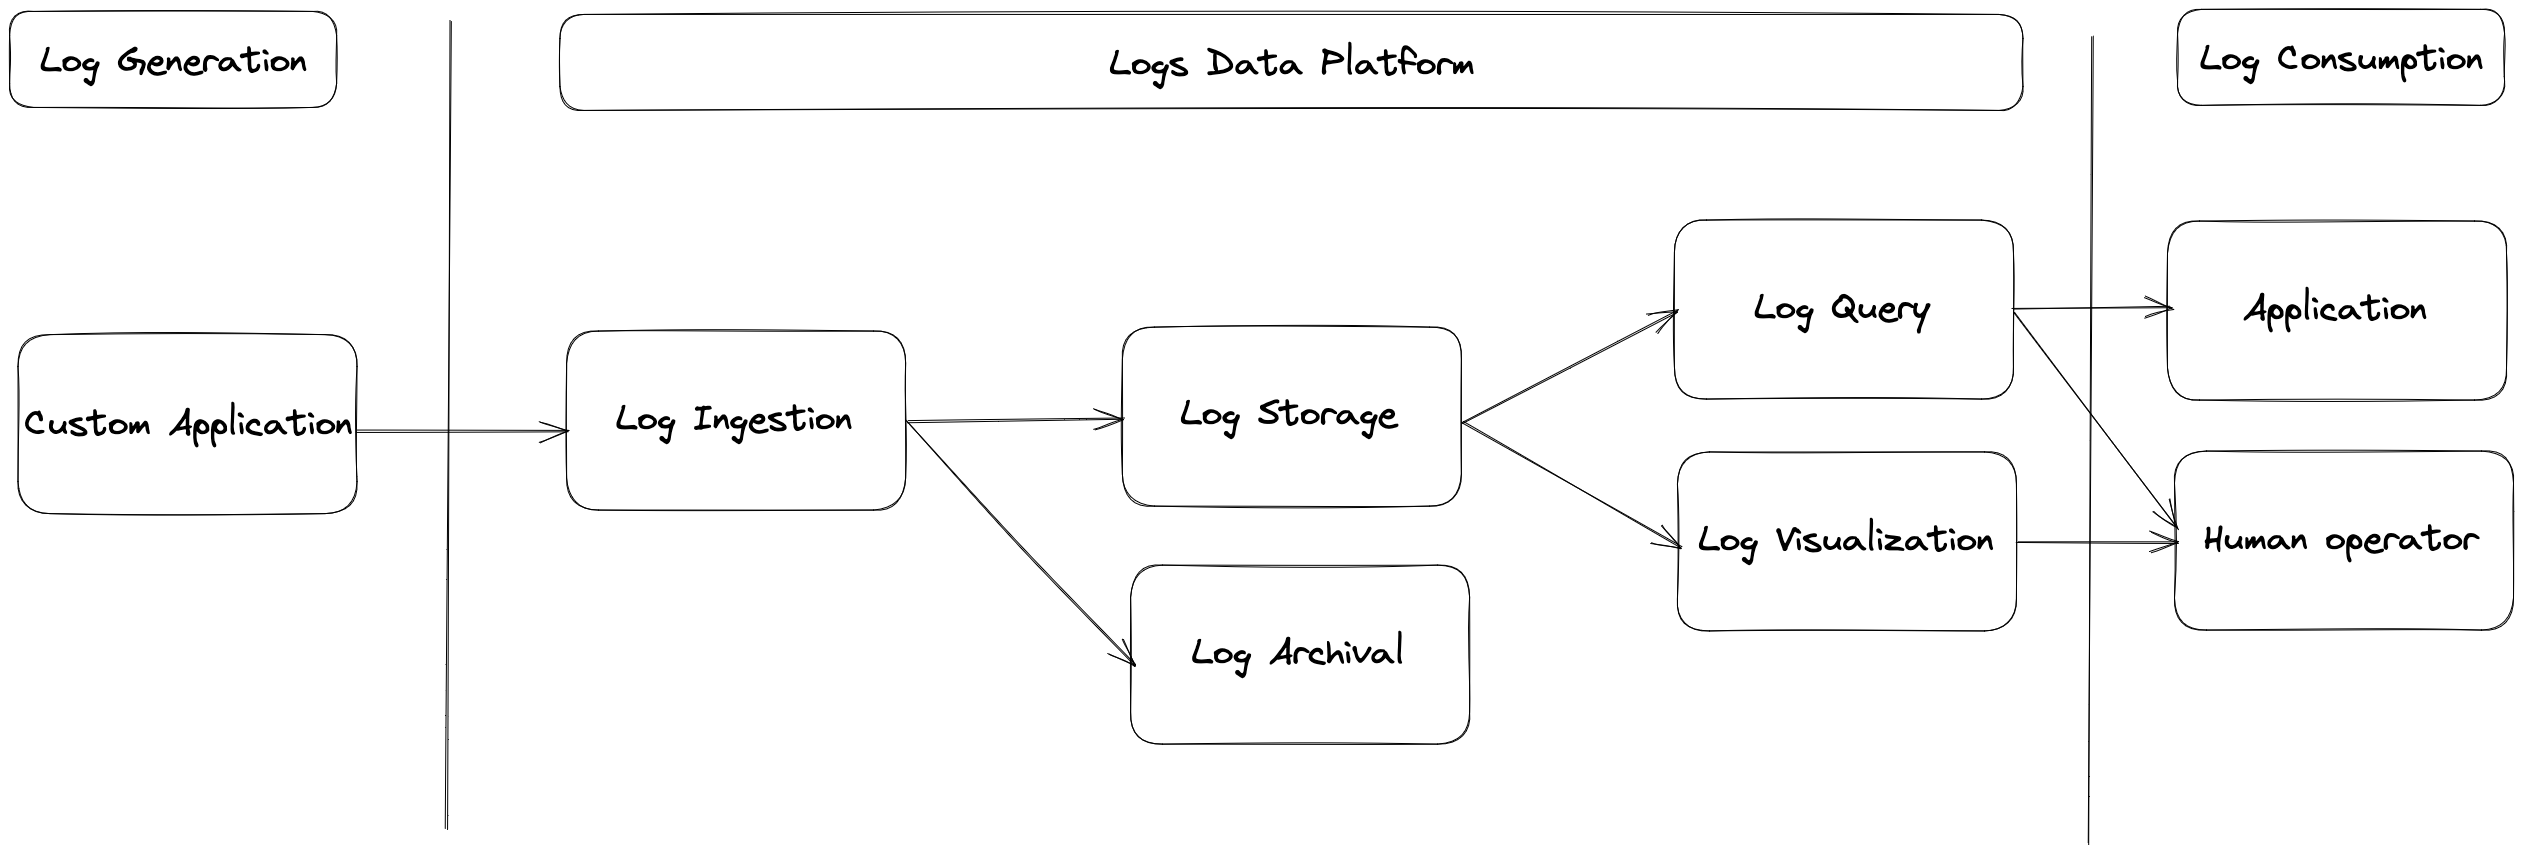 Log Generation
Logs Data Platform
Log Consumption
Custom Application
Log Ingestion
Log Storage
Log Archival
Log Query
Log Visualization
Application
Human operator